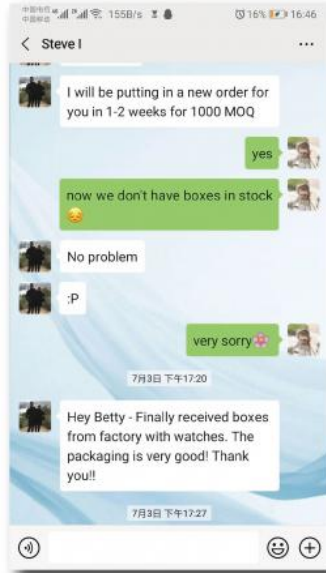 155B/s
16%
16:46
Steve I
I will be putting in a new order for
you in 1-2 weeks for 1000 MOQ
yes
now we don't have boxes in stock
😔
No problem
:P
very sorry🌸
7月3日 下午17:20
Hey Betty - Finally received boxes
from factory with watches. The
packaging is very good! Thank
you!!
7月3日 下午17:27